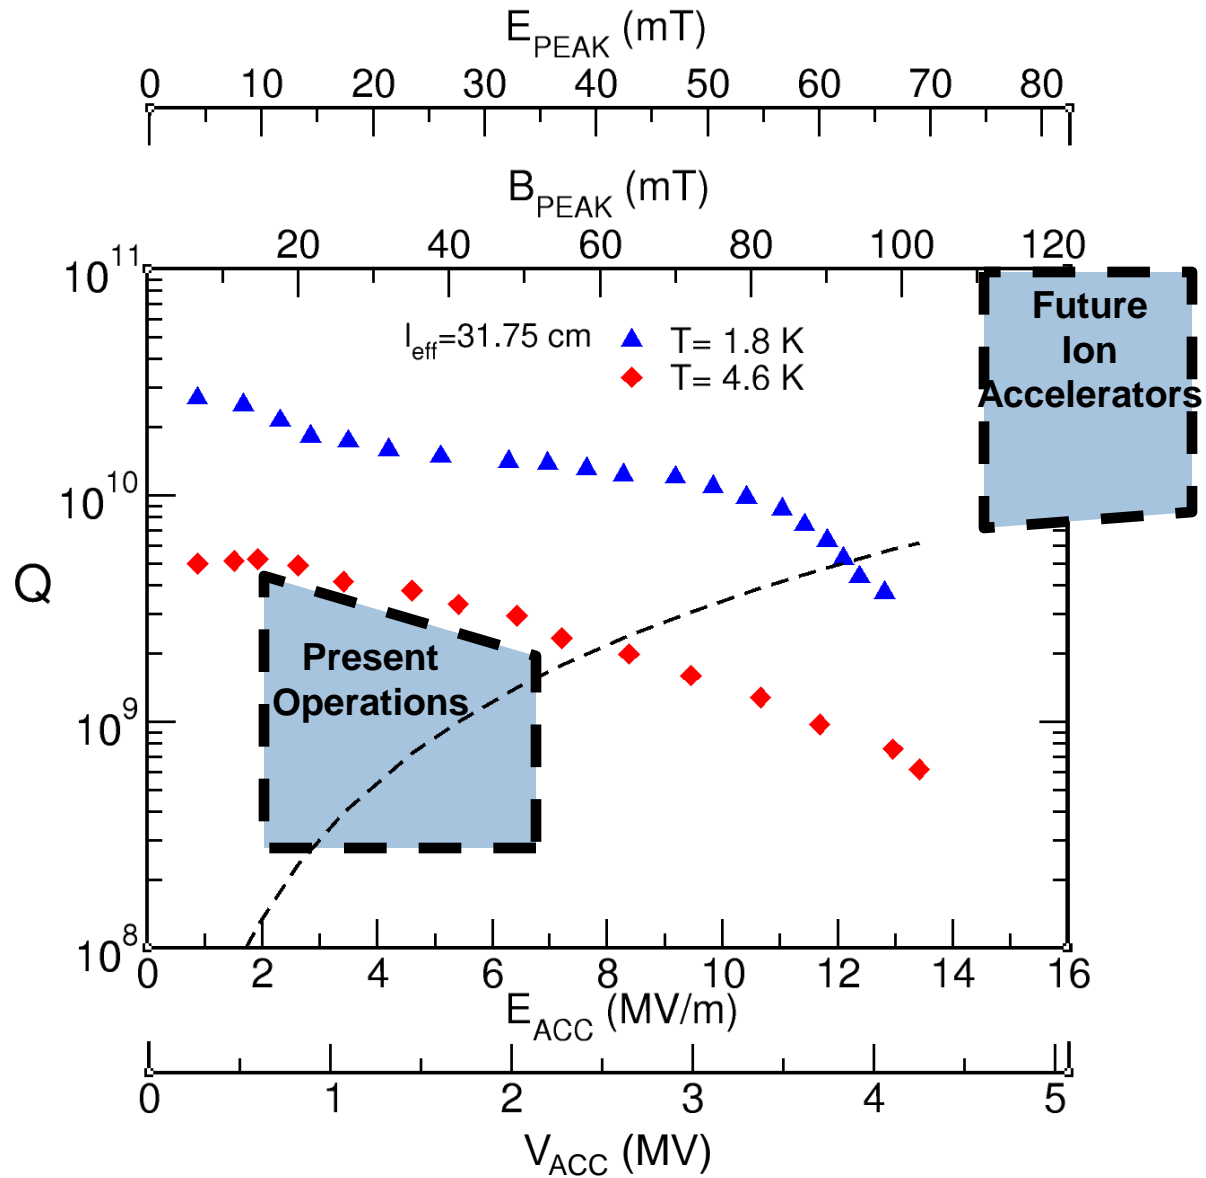 E_PEAK (mT)
0 10 20 30 40 50 60 70 80
B_PEAK (mT)
20 40 60 80 100 120
10^11
l_eff=31.75 cm
T= 1.8 K
T= 4.6 K
Future
Ion
Accelerators
10^10
Q
Present
Operations
10^9
10^8
0 2 4 6 8 10 12 14 16
E_ACC (MV/m)
0 1 2 3 4 5
V_ACC (MV)